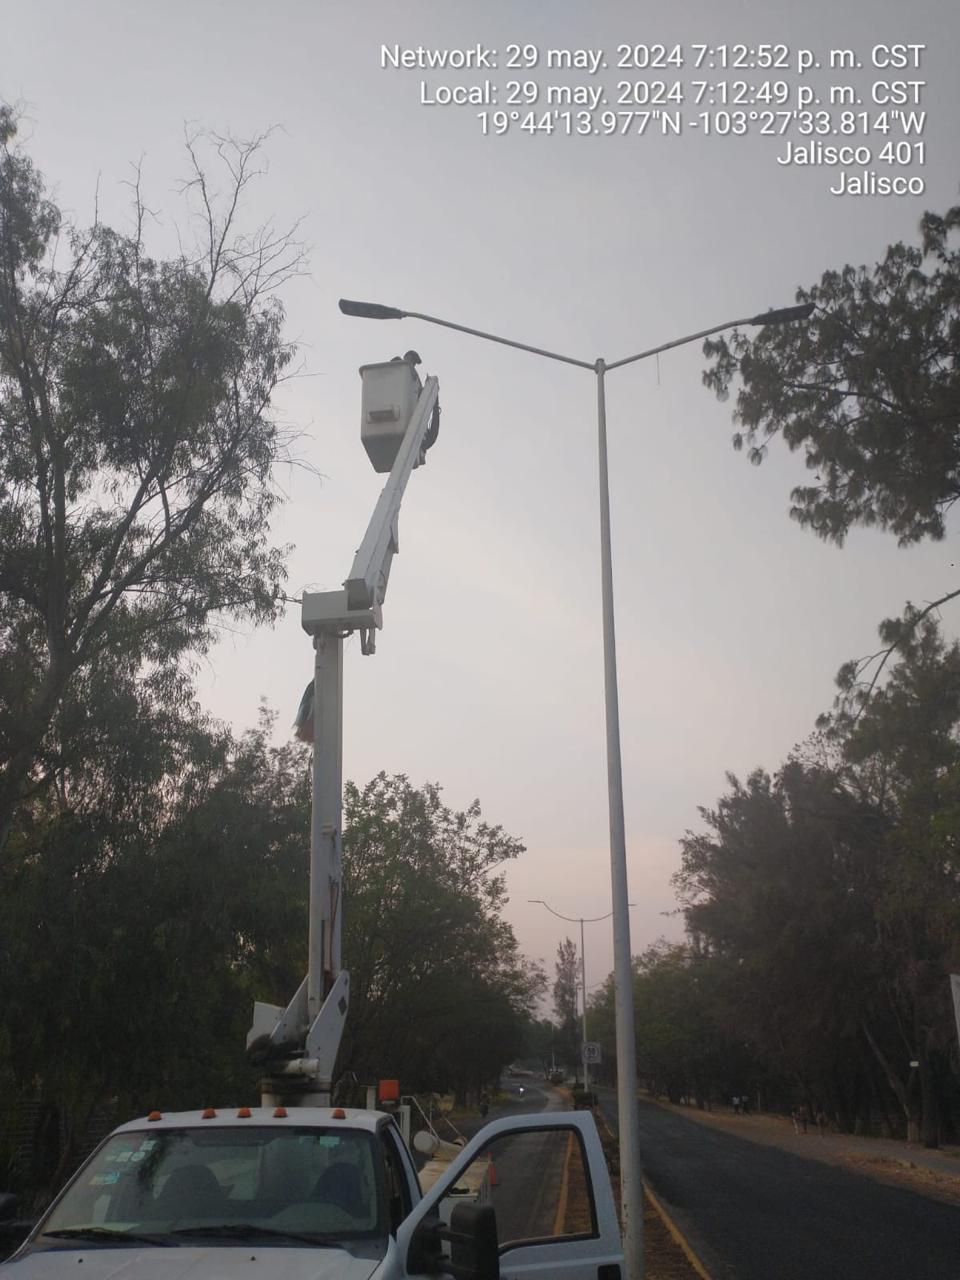 Network: 29 may. 2024 7:12:52 p. m. CST
Local: 29 may. 2024 7:12:49 p. m. CST
19°44'13.977"N -103°27'33.814"W
Jalisco 401
Jalisco